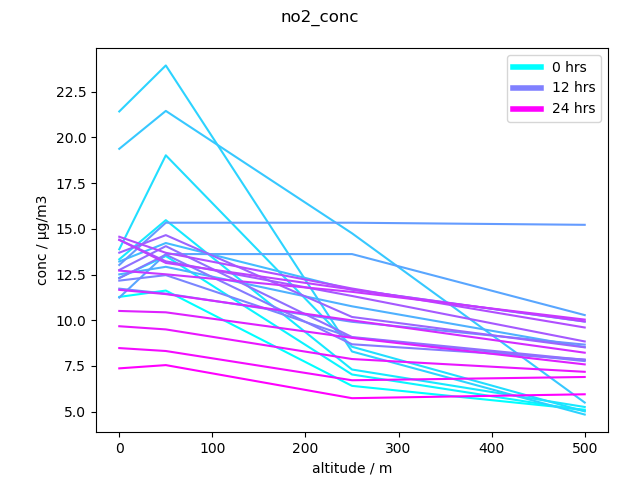 no2_conc
0 hrs
12 hrs
24 hrs
conc / µg/m3
22.5
20.0
17.5
15.0
12.5
10.0
7.5
5.0
0 100 200 300 400 500
altitude / m